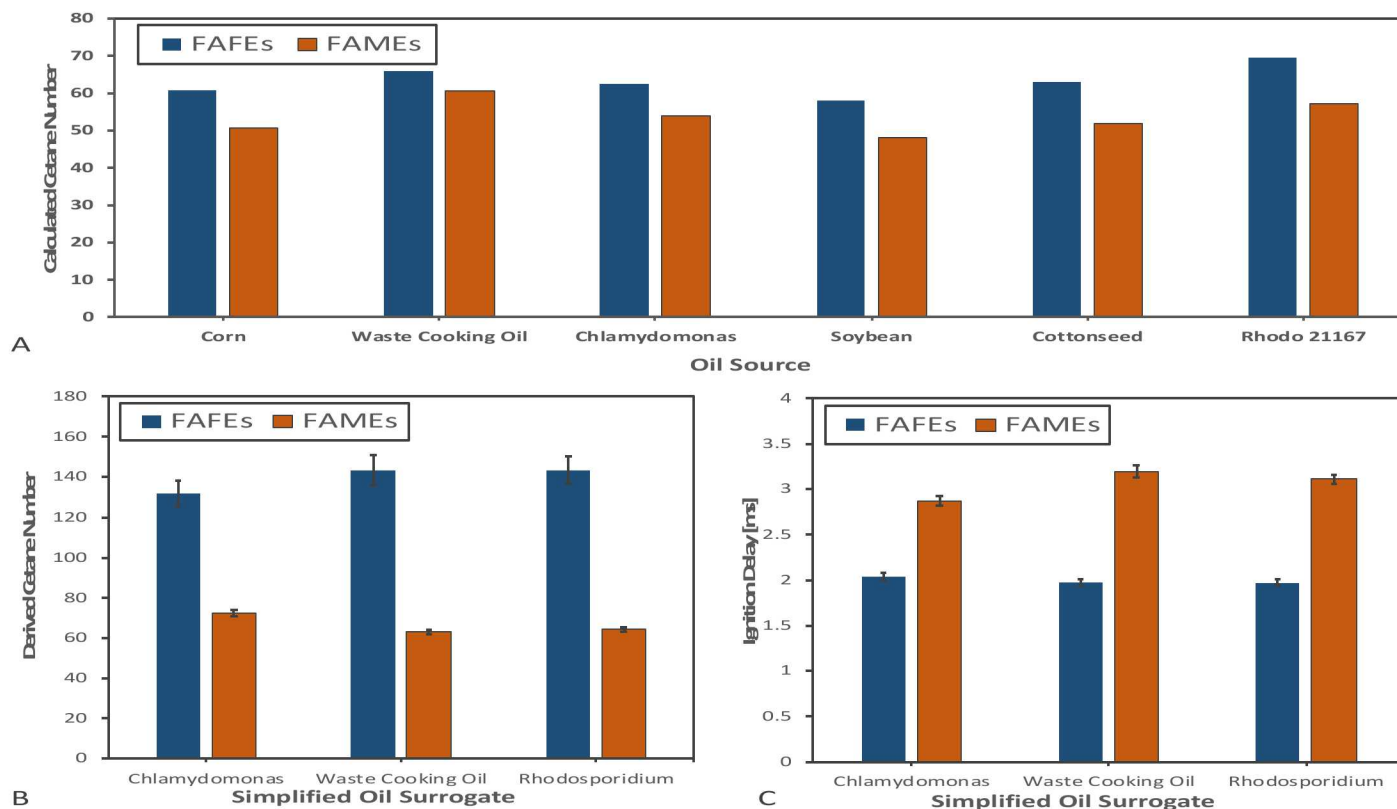 80
70
60
50
40
30
20
10
0
Calculated Cetane Number
FAFEs FAMEs
Corn Waste Cooking Oil Chlamydomonas Soybean Cottonseed Rhodo 21167
Oil Source
A
180
160
140
120
100
80
60
40
20
0
Derived Cetane Number
FAFEs FAMEs
Chlamydomonas Waste Cooking Oil Rhodosporidium
Simplified Oil Surrogate
B
4
3.5
3
2.5
2
1.5
1
0.5
0
Ignition Delay [ms]
FAFEs FAMEs
Chlamydomonas Waste Cooking Oil Rhodosporidium
Simplified Oil Surrogate
C